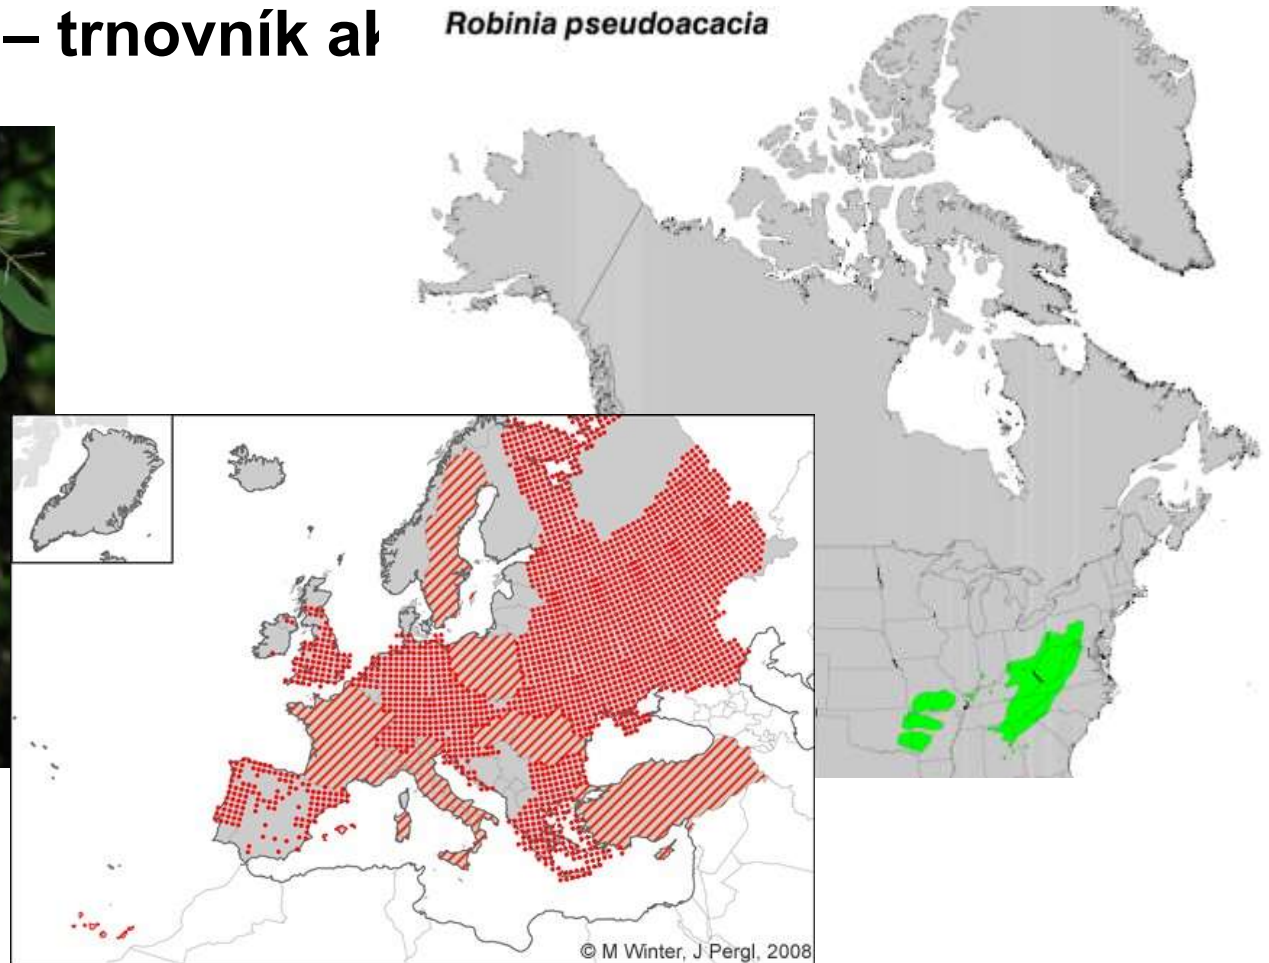 – trnovník
Robinia pseudoacacia
© M Winter, J Pergl, 2008